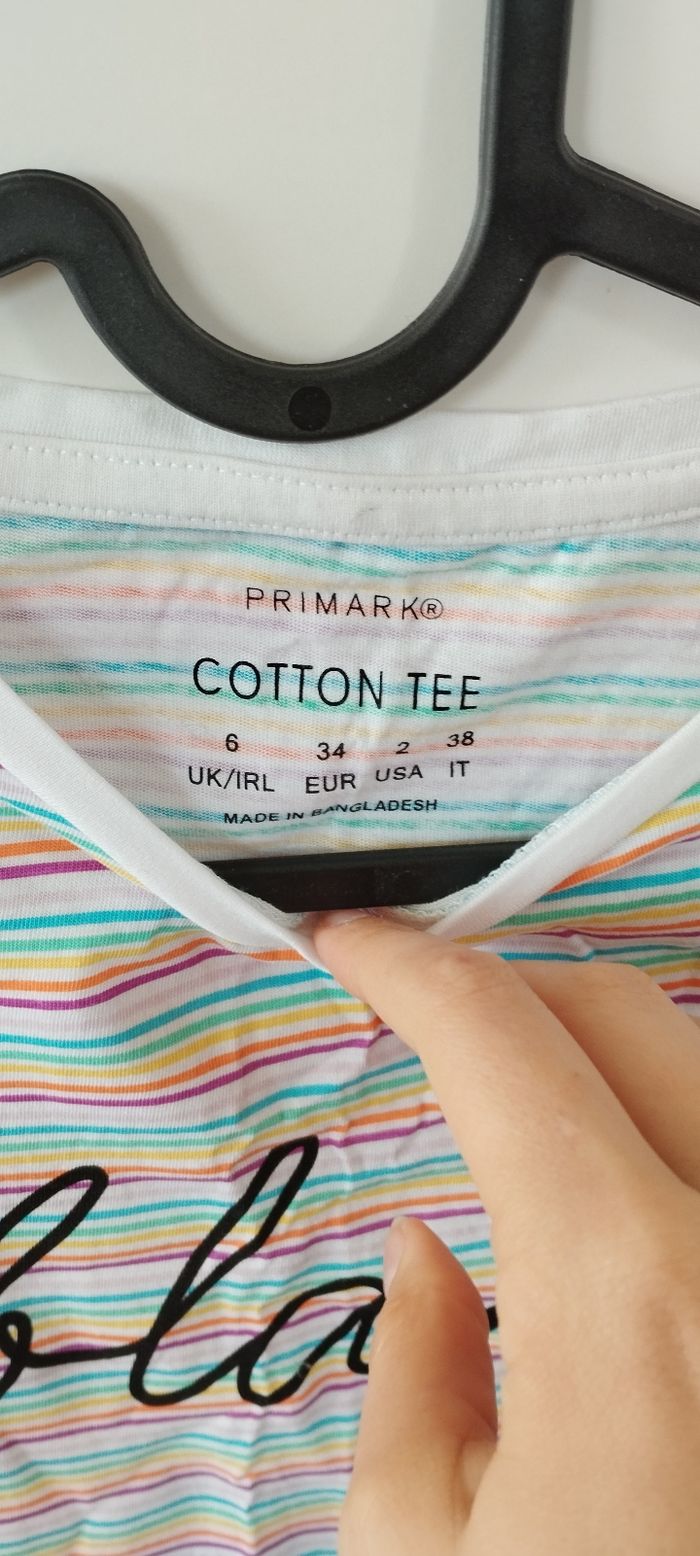 PRIMARK®
COTTON TEE
6 34 2 38
UK/IRL EUR USA IT
MADE IN BANGLADESH